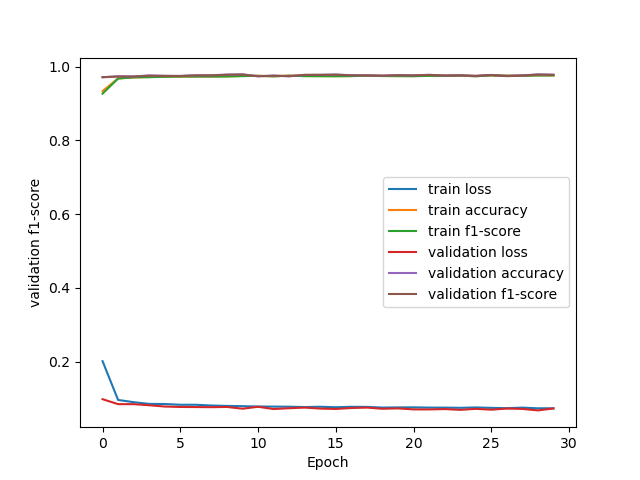 1.0
0.8
0.6
0.4
0.2
validation f1-score
train loss
train accuracy
train f1-score
validation loss
validation accuracy
validation f1-score
0 5 10 15 20 25 30
Epoch